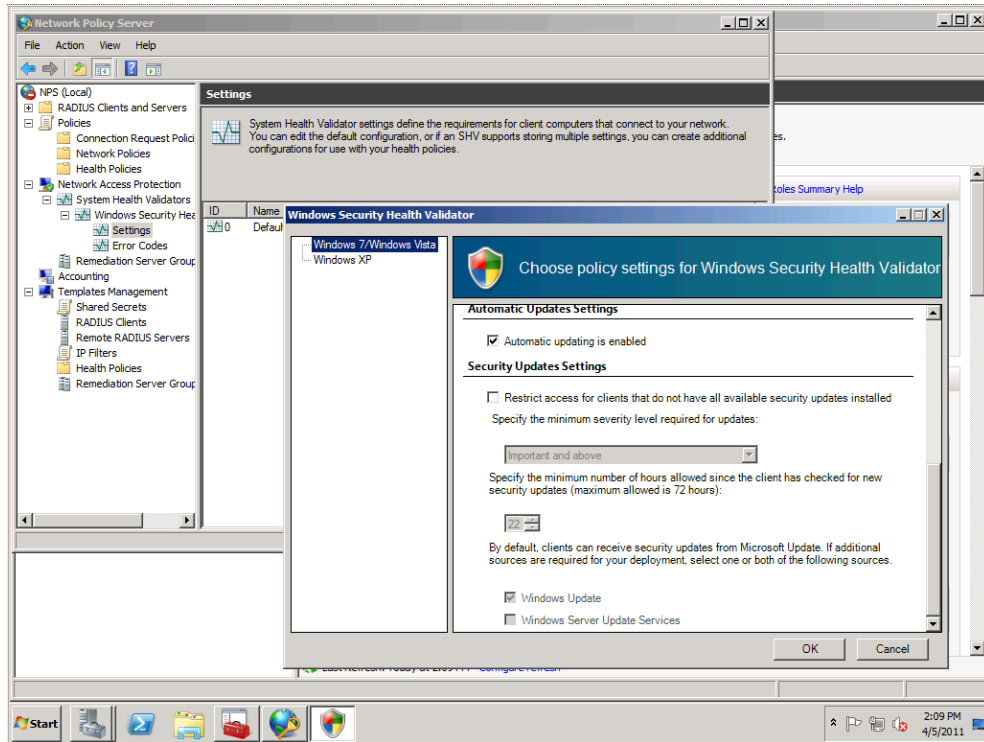 Network Policy Server
File Action View Help
NPS (Local)
RADIUS Clients and Servers
Policies
Connection Request Polici
Network Policies
Health Policies
Network Access Protection
System Health Validators
Windows Security Hea
Settings
Error Codes
Remediation Server Group
Accounting
Templates Management
Shared Secrets
RADIUS Clients
Remote RADIUS Servers
IP Filters
Health Policies
Remediation Server Group
Settings
System Health Validator settings define the requirements for client computers that connect to your network.
You can edit the default configuration, or if an SHV supports storing multiple settings, you can create additional
configurations for use with your health policies.
ID Name
0 Defaul
es.
Roles Summary Help
Windows Security Health Validator
Windows 7/Windows Vista
Windows XP
Choose policy settings for Windows Security Health Validator
Automatic Updates Settings
Automatic updating is enabled
Security Updates Settings
Restrict access for clients that do not have all available security updates installed
Specify the minimum severity level required for updates:
Important and above
Specify the minimum number of hours allowed since the client has checked for new
security updates (maximum allowed is 72 hours):
22
By default, clients can receive security updates from Microsoft Update. If additional
sources are required for your deployment, select one or both of the following sources.
Windows Update
Windows Server Update Services
OK Cancel
Last Refresh: Today at 2:09 PM Configure refresh
Start
2:09 PM
4/5/2011